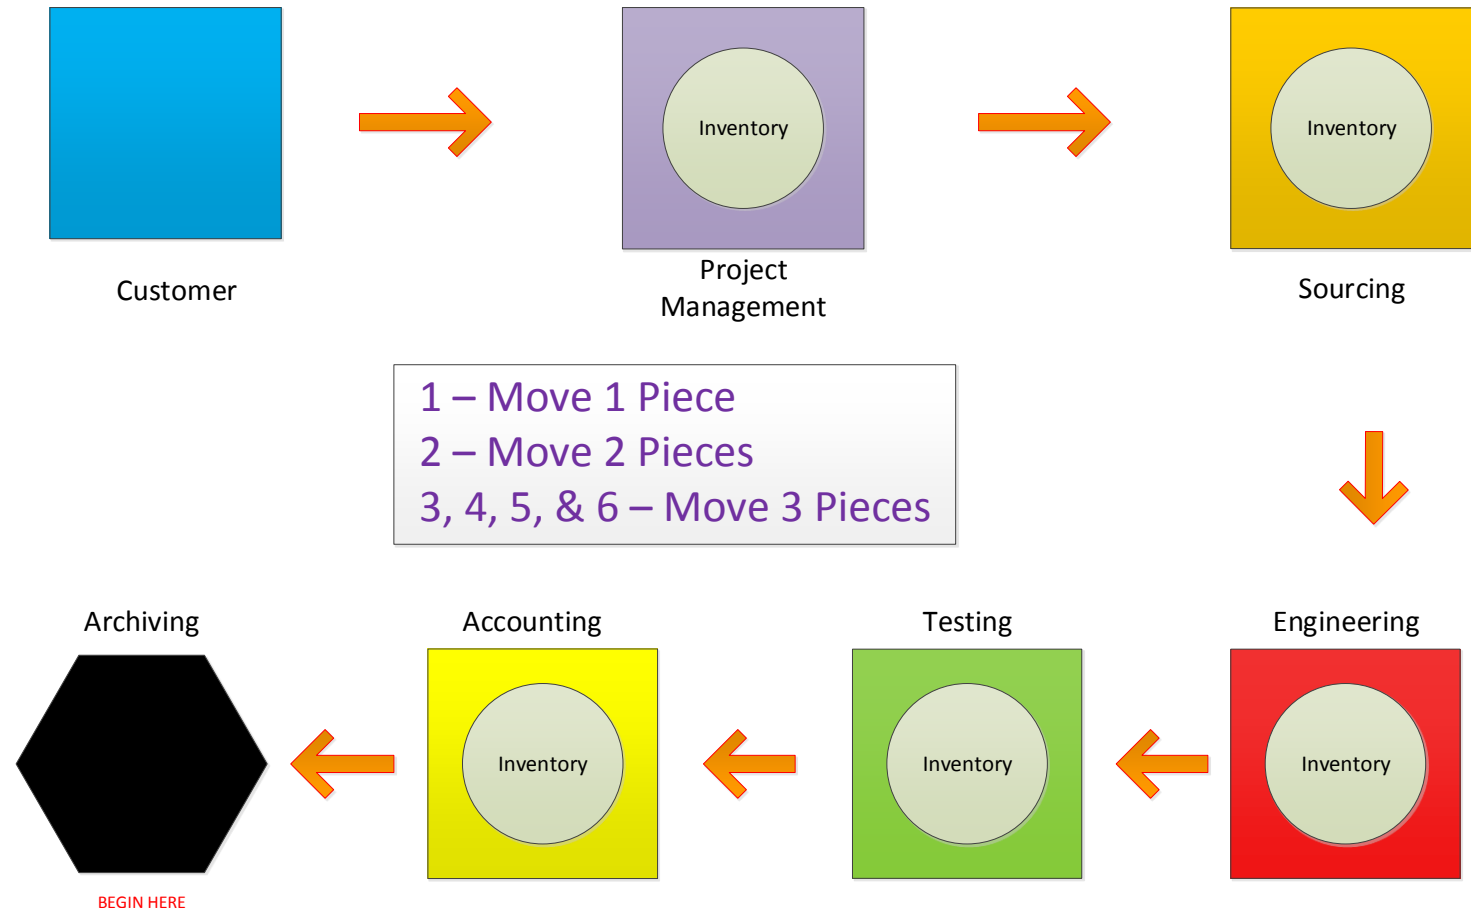 Inventory
Inventory
Customer
Project
Management
Sourcing
1 – Move 1 Piece
2 – Move 2 Pieces
3, 4, 5, & 6 – Move 3 Pieces
Archiving
Accounting
Testing
Engineering
Inventory
Inventory
Inventory
BEGIN HERE